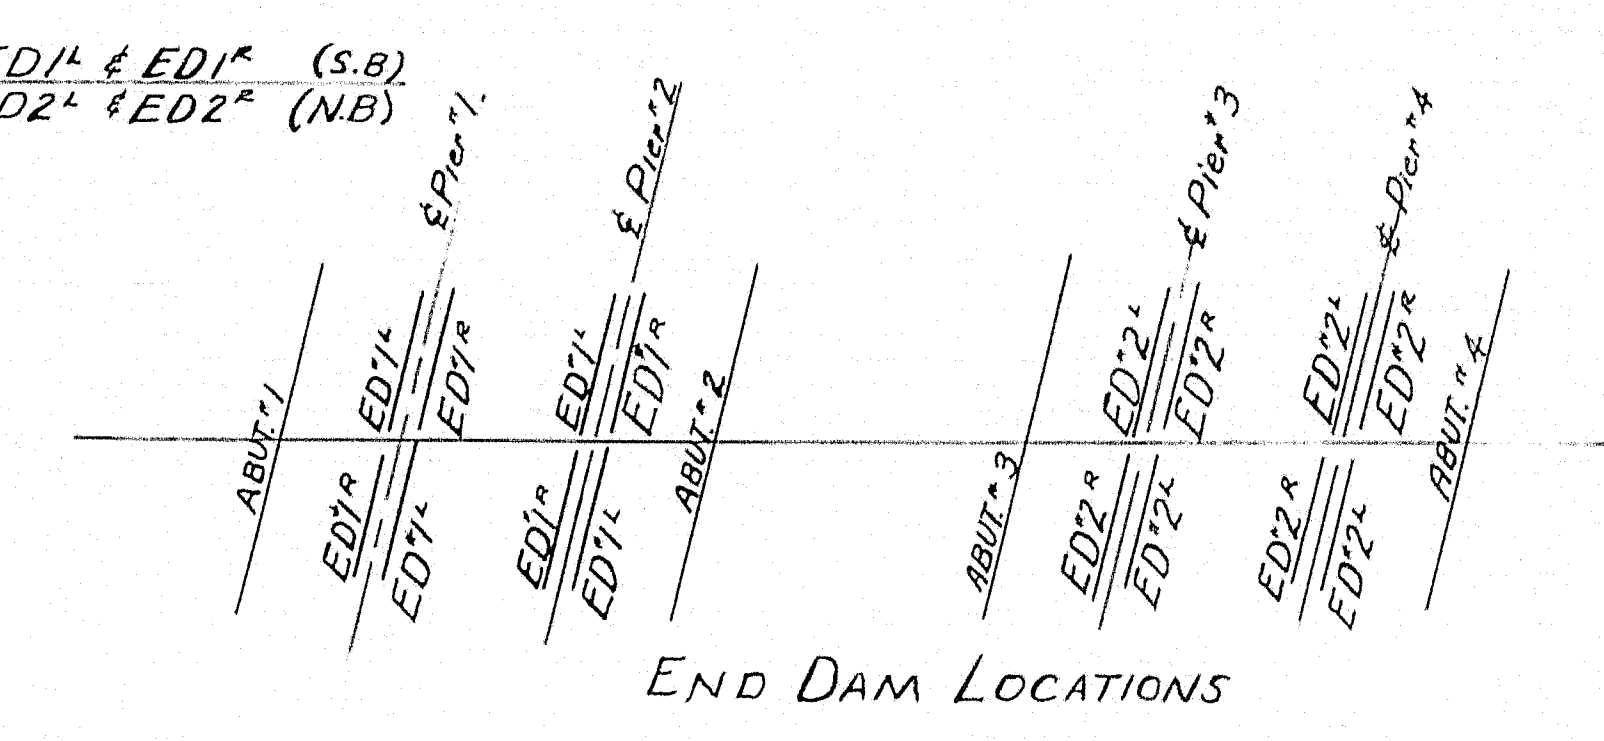 ED1ᴸ & ED1ᴿ (S.B)
ED2ᴸ & ED2ᴿ (N.B)
℄ Pier #1.
℄ Pier #2
℄ Pier #3
℄ Pier #4
ABUT. #1
ED#1ᴸ
ED#1ᴿ
ED#1ᴸ
ED#1ᴿ
ABUT. #2
ED#2ᴸ
ED#2ᴿ
ED#2ᴸ
ED#2ᴿ
ABUT. #4
ED#1ᴿ
ED#1ᴸ
ED#1ᴿ
ED#1ᴸ
ABUT. #3
ED#2ᴿ
ED#2ᴸ
ED#2ᴿ
ED#2ᴸ
END DAM LOCATIONS